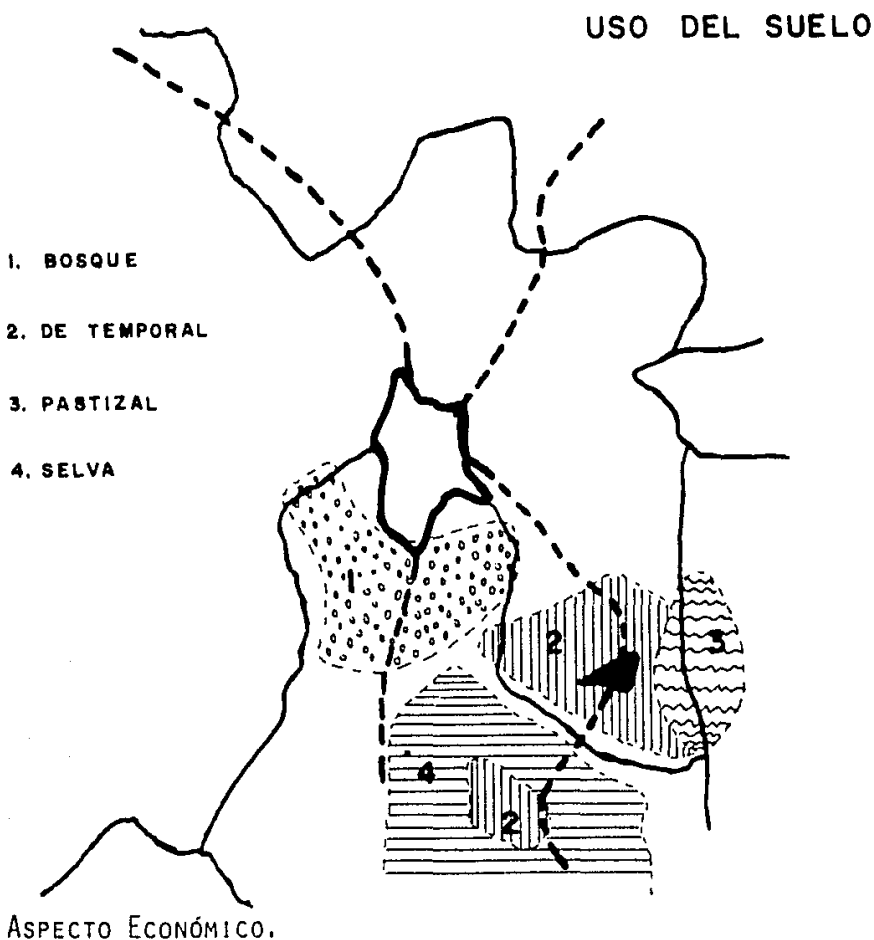 USO DEL SUELO
1. BOSQUE
2. DE TEMPORAL
3. PASTIZAL
4. SELVA
1
2
3
4
2
ASPECTO ECONÓMICO.